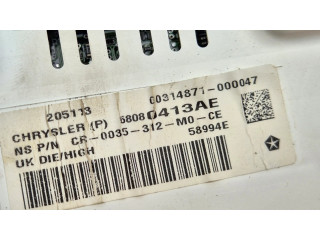 00314871-000047
205113
CHRYSLER (P) 68080413AE
NS P/N CR-0035-312-M0-CE
UK DIE/HIGH 58994E